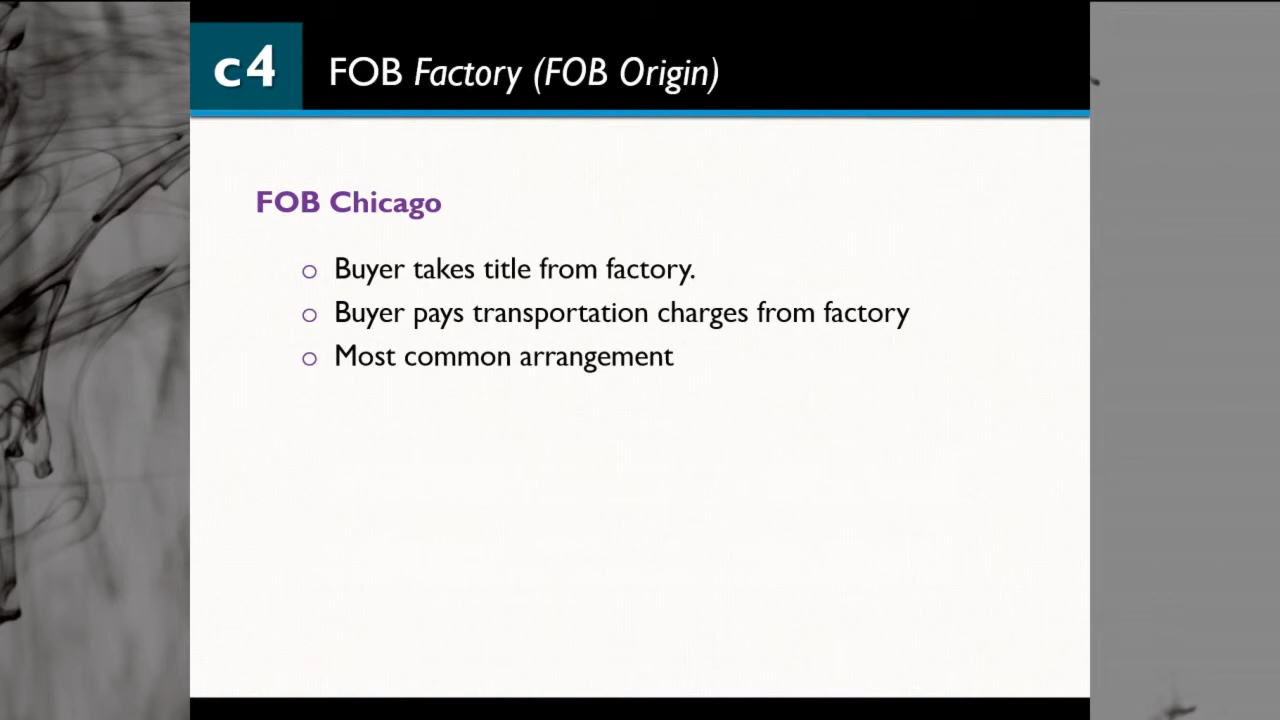 c4
FOB Factory (FOB Origin)
FOB Chicago
o Buyer takes title from factory.
o Buyer pays transportation charges from factory
o Most common arrangement